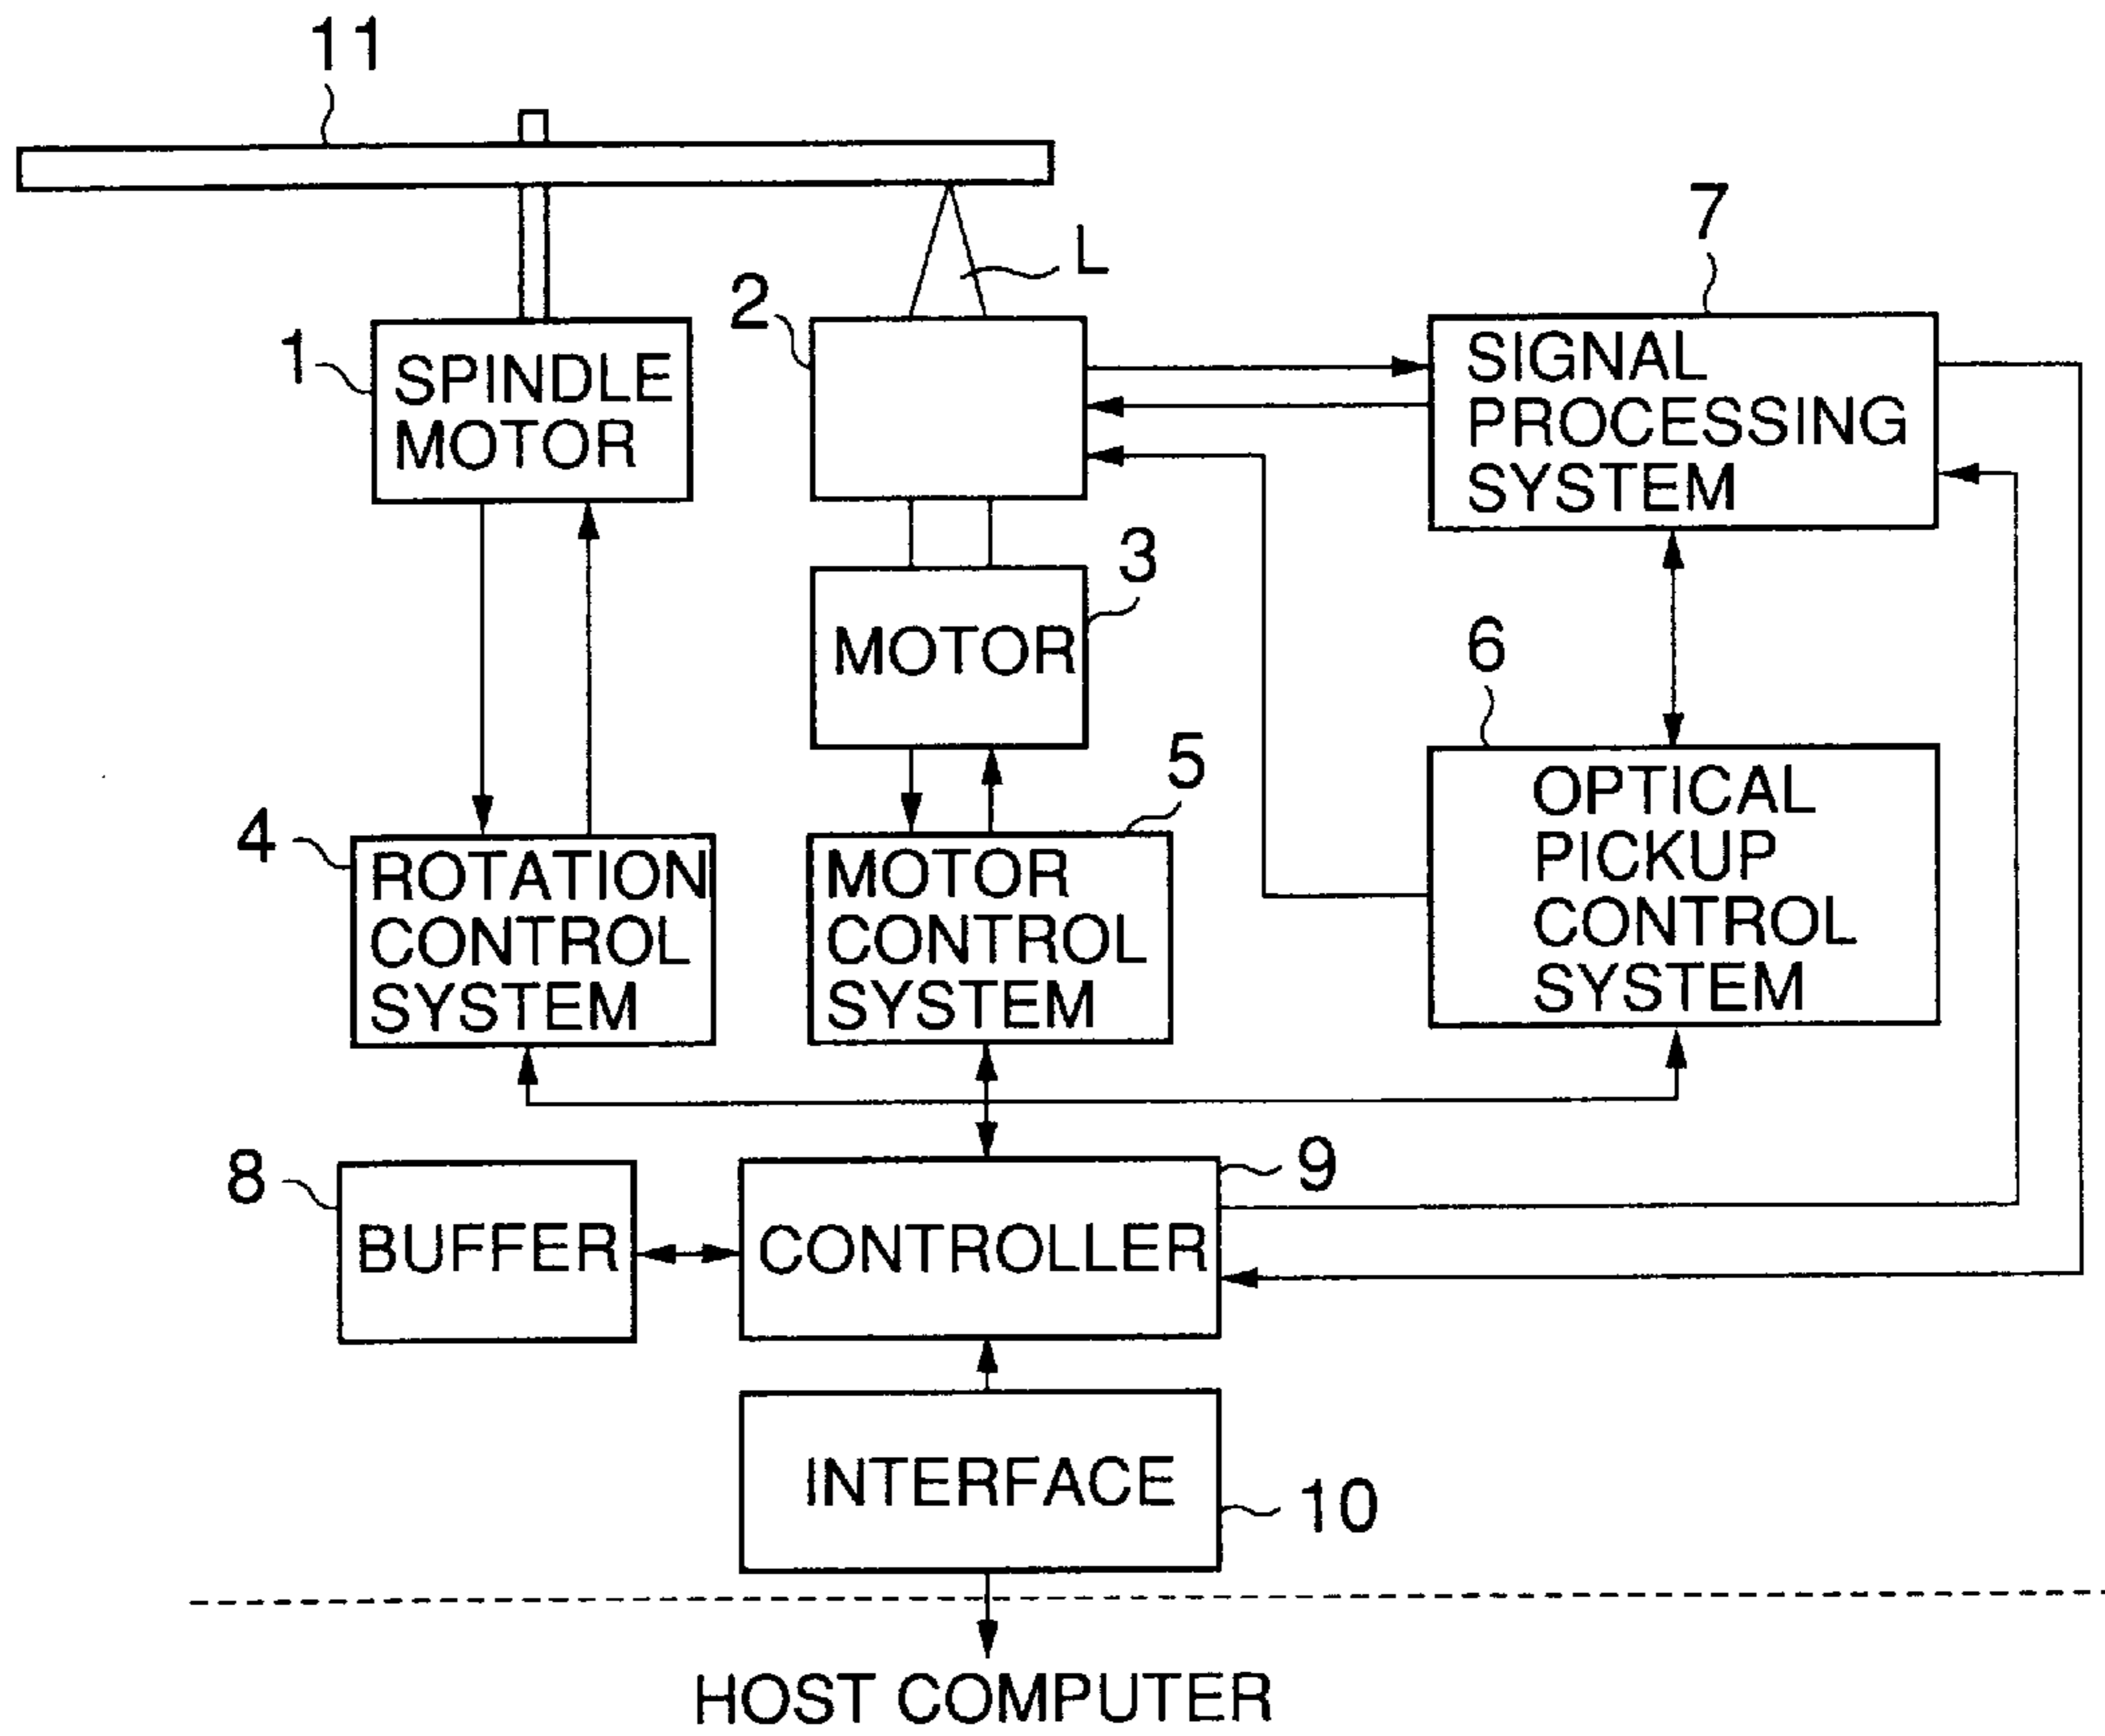 11
L
7
2
1
SPINDLE
MOTOR
SIGNAL
PROCESSING
SYSTEM
3
MOTOR
6
5
4
ROTATION
CONTROL
SYSTEM
MOTOR
CONTROL
SYSTEM
OPTICAL
PICKUP
CONTROL
SYSTEM
8
BUFFER
9
CONTROLLER
INTERFACE
10
HOST COMPUTER